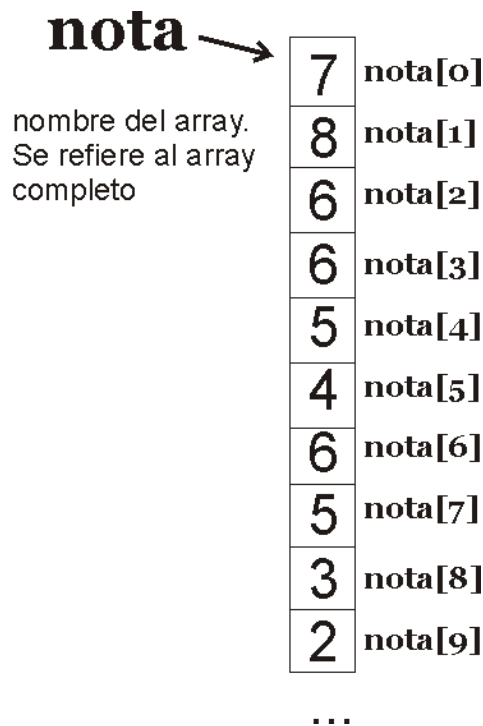 nota
nombre del array.
Se refiere al array
completo
7 nota[0]
8 nota[1]
6 nota[2]
6 nota[3]
5 nota[4]
4 nota[5]
6 nota[6]
5 nota[7]
3 nota[8]
2 nota[9]
...